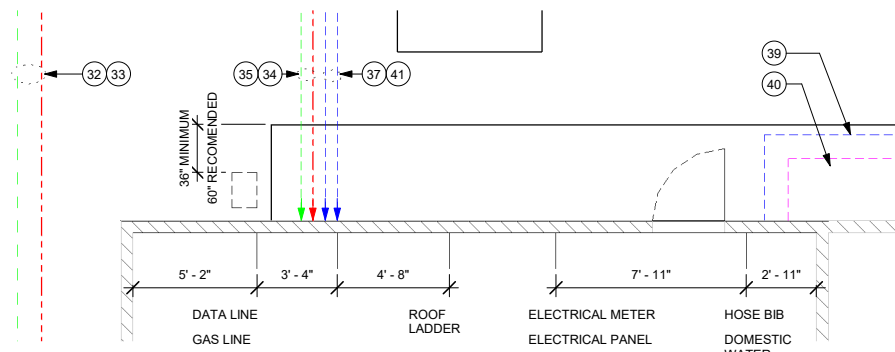 39
32 33
35 34
37 41
40
36" MINIMUM
60" RECOMENDED
5' - 2"
3' - 4"
4' - 8"
7' - 11"
2' - 11"
DATA LINE
GAS LINE
ROOF
LADDER
ELECTRICAL METER
ELECTRICAL PANEL
HOSE BIB
DOMESTIC
WATER